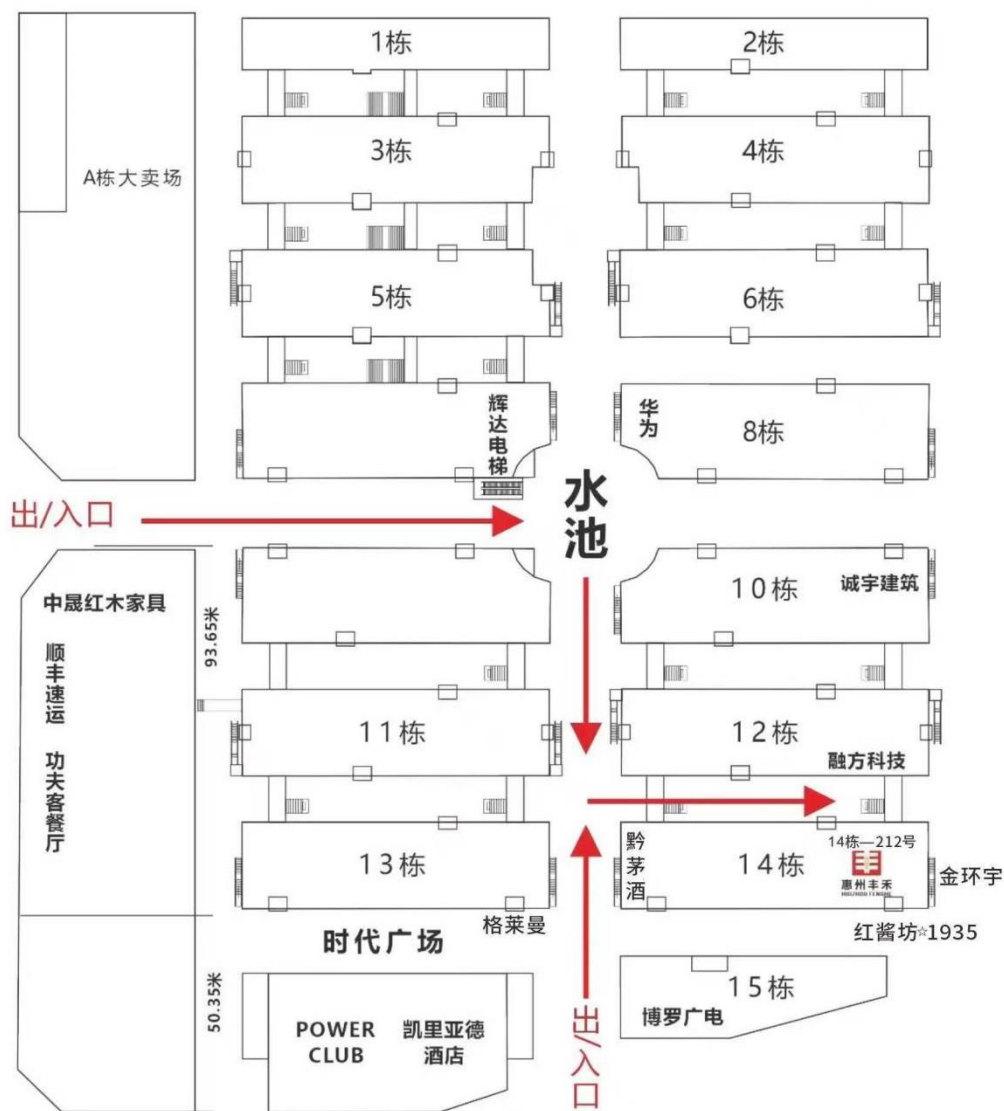 1栋
2栋
A栋大卖场
3栋
4栋
5栋
6栋
辉达电梯
华为
8栋
出/入口
水池
中晟红木家具
93.65米
10栋
诚宇建筑
顺丰速运
功夫客餐厅
11栋
12栋
融方科技
13栋
黔茅酒
14栋
14栋—212号
惠州丰禾
金环宇
格莱曼
红酱坊☆1935
时代广场
50.35米
POWER CLUB
凯里亚德
酒店
出/入口
15栋
博罗广电